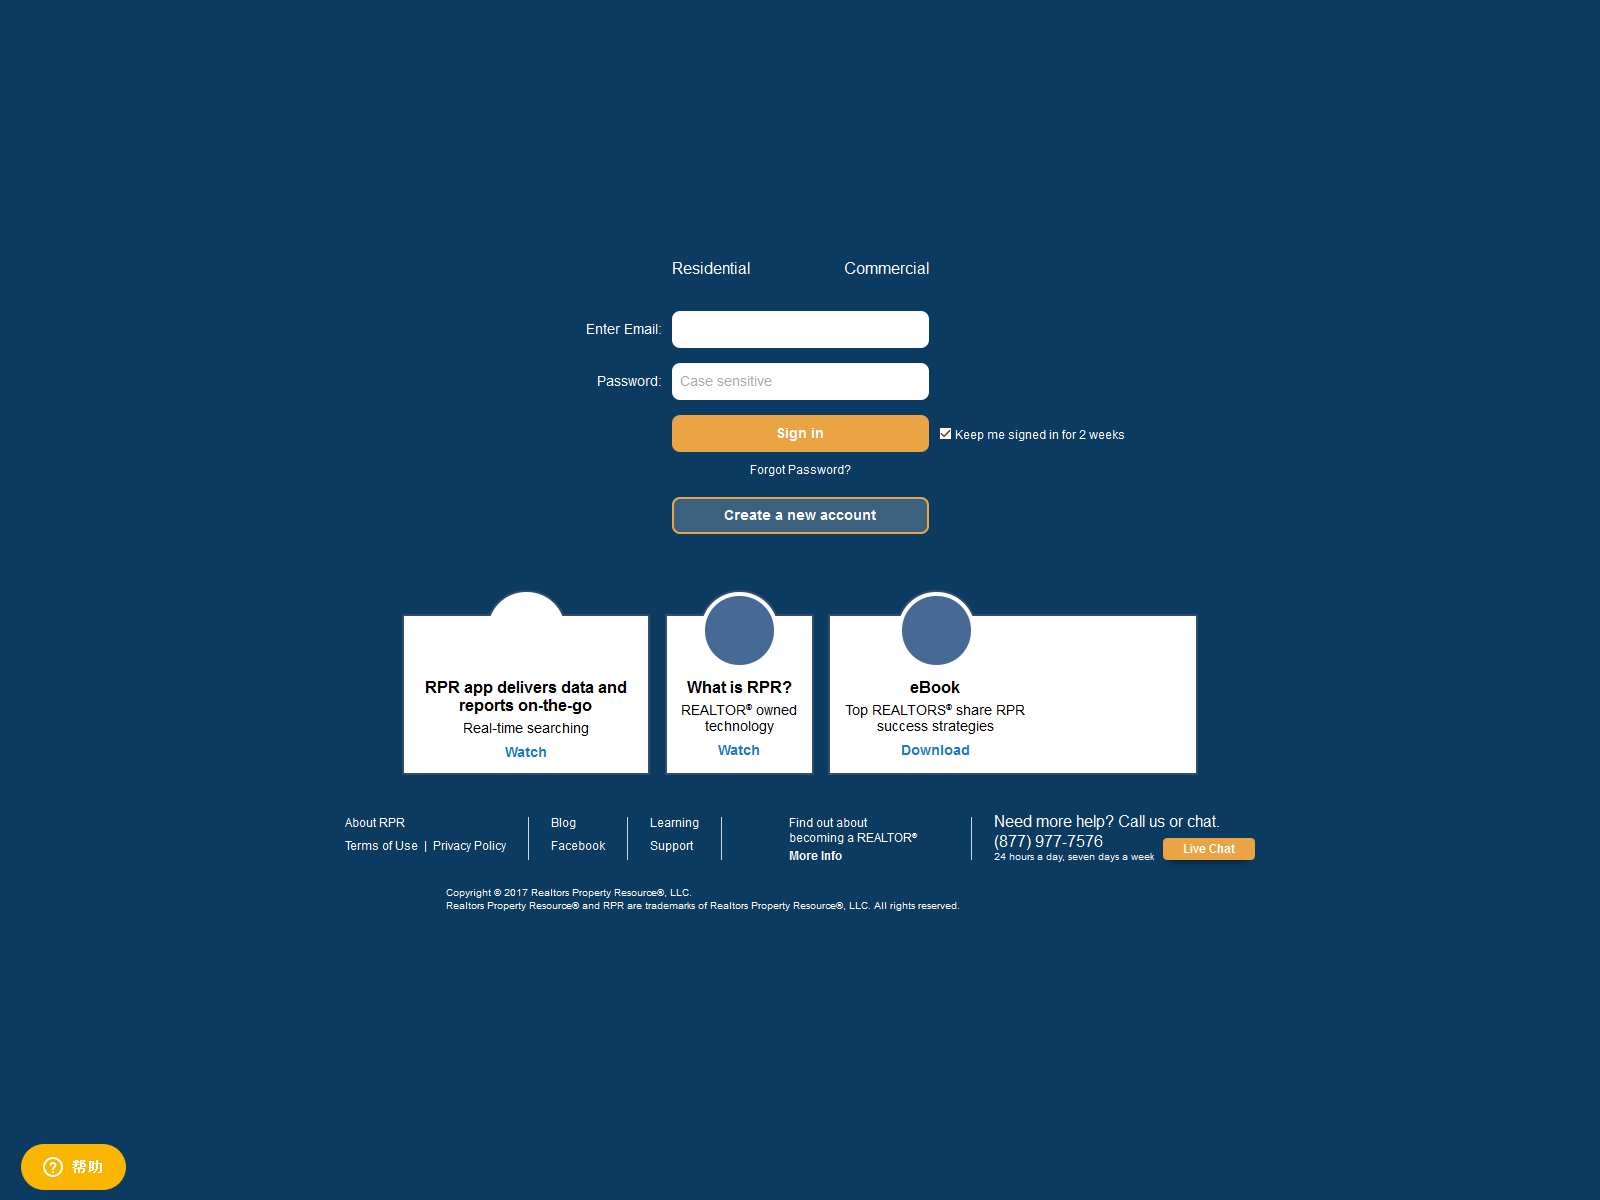 Residential
Commercial
Enter Email:
Password:
Case sensitive
Sign in
Keep me signed in for 2 weeks
Forgot Password?
Create a new account
RPR app delivers data and
reports on-the-go
Real-time searching
Watch
What is RPR?
REALTOR® owned
technology
Watch
eBook
Top REALTORS® share RPR
success strategies
Download
About RPR
Terms of Use | Privacy Policy
Blog
Facebook
Learning
Support
Find out about
becoming a REALTOR®
More Info
Need more help? Call us or chat.
(877) 977-7576
24 hours a day, seven days a week
Live Chat
Copyright © 2017 Realtors Property Resource®, LLC.
Realtors Property Resource® and RPR are trademarks of Realtors Property Resource®, LLC. All rights reserved.
帮助